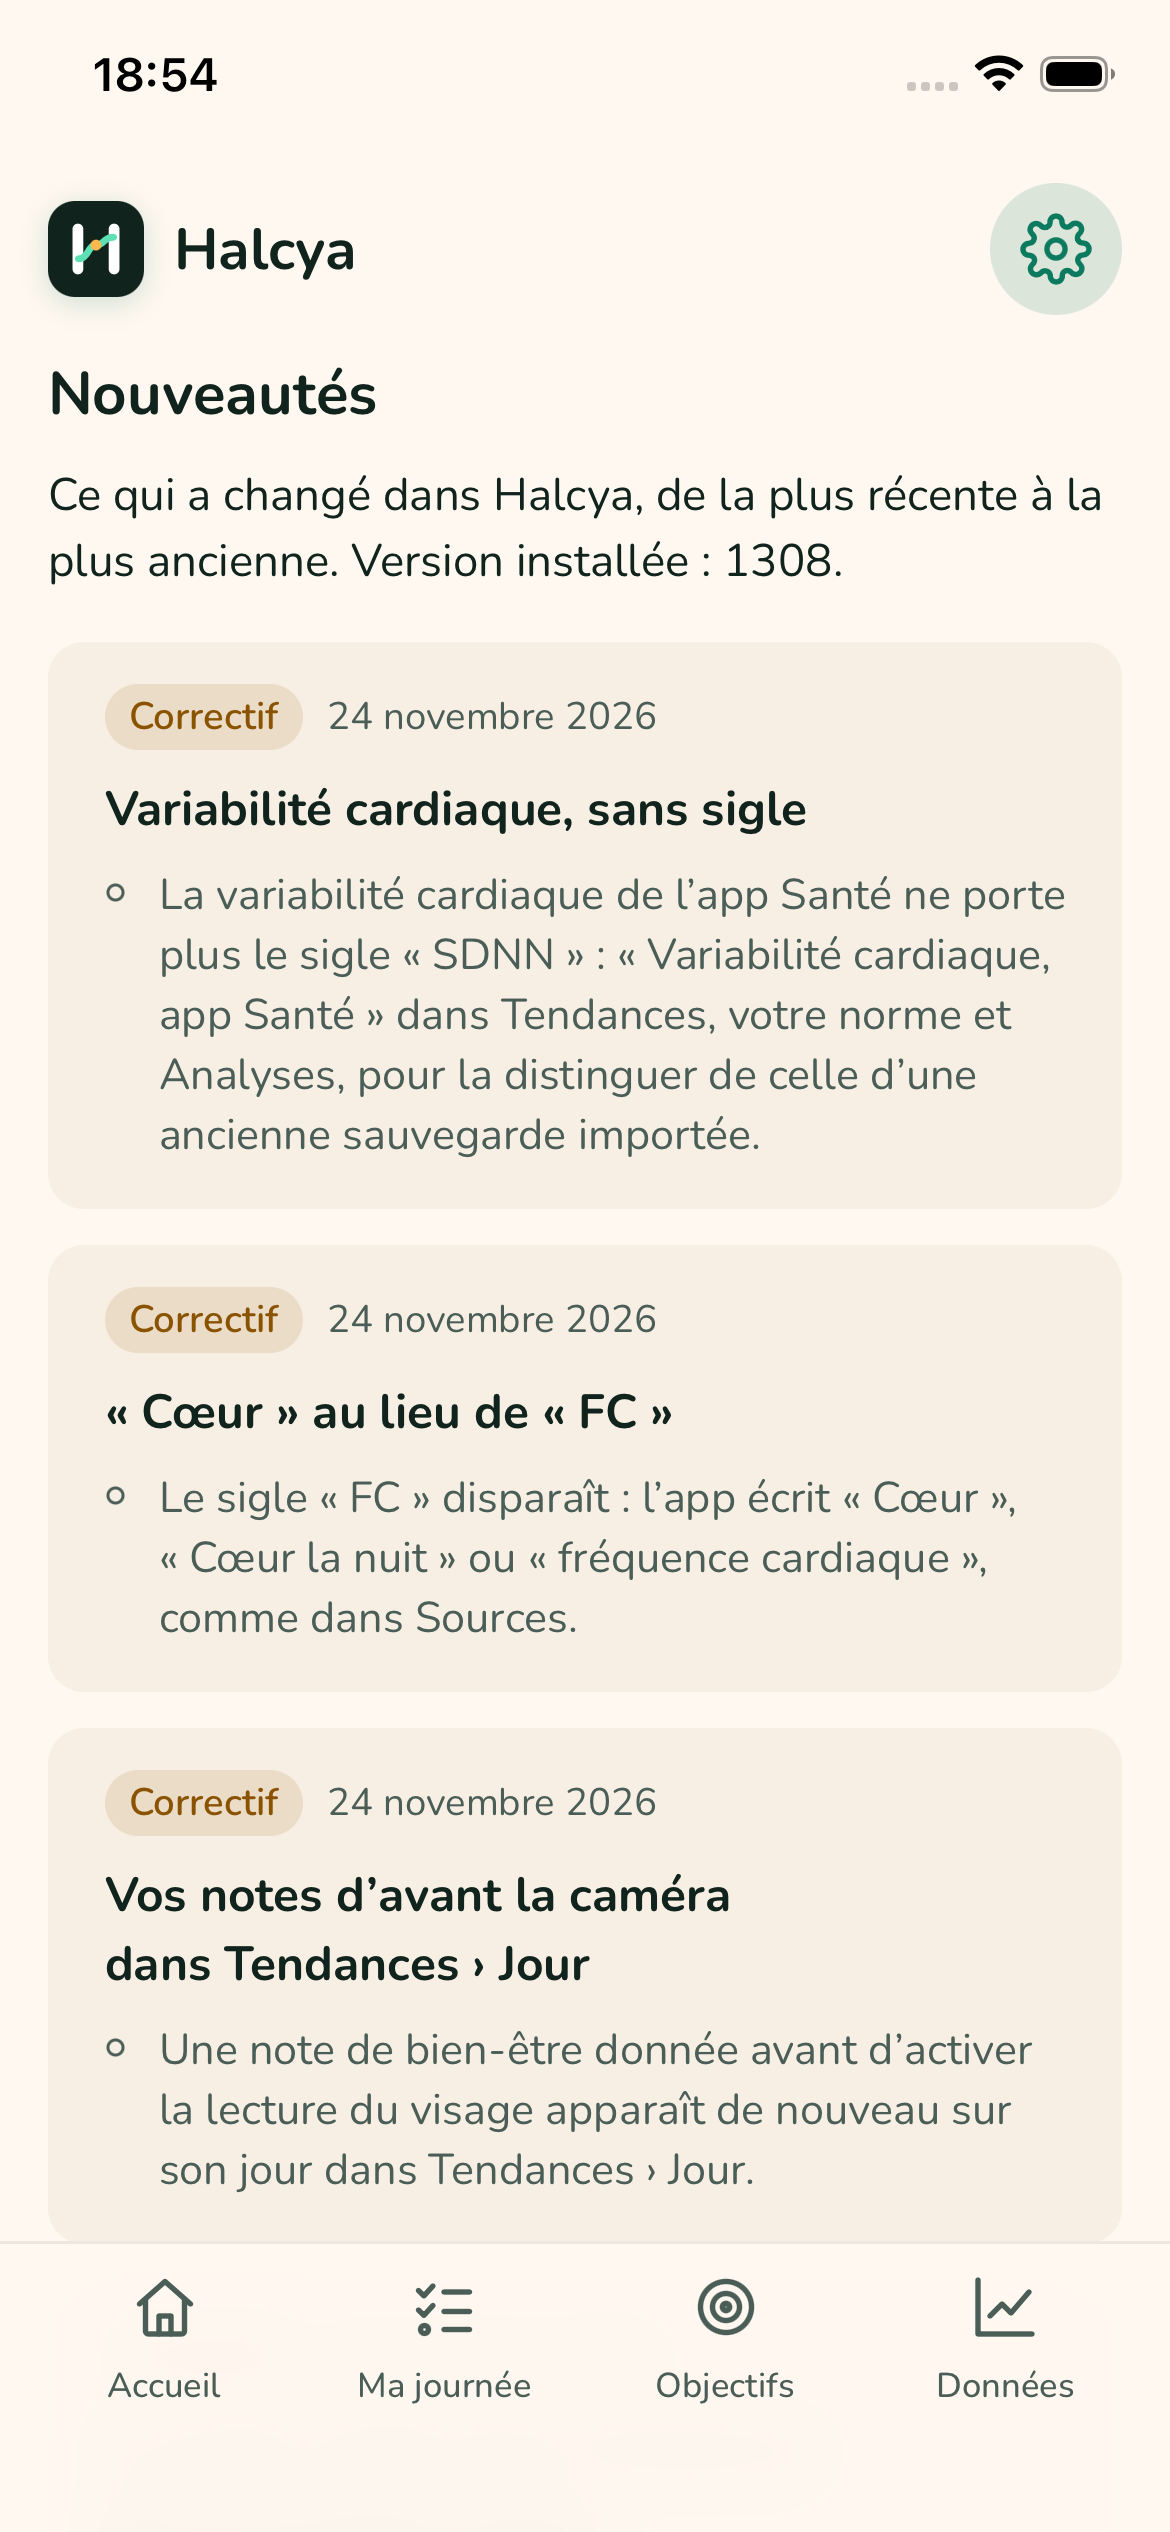 18:54
Halcya
Nouveautés
Ce qui a changé dans Halcya, de la plus récente à la
plus ancienne. Version installée : 1308.
Correctif 24 novembre 2026
Variabilité cardiaque, sans sigle
La variabilité cardiaque de l’app Santé ne porte
plus le sigle « SDNN » : « Variabilité cardiaque,
app Santé » dans Tendances, votre norme et
Analyses, pour la distinguer de celle d’une
ancienne sauvegarde importée.
Correctif 24 novembre 2026
« Cœur » au lieu de « FC »
Le sigle « FC » disparaît : l’app écrit « Cœur »,
« Cœur la nuit » ou « fréquence cardiaque »,
comme dans Sources.
Correctif 24 novembre 2026
Vos notes d’avant la caméra
dans Tendances › Jour
Une note de bien-être donnée avant d’activer
la lecture du visage apparaît de nouveau sur
son jour dans Tendances › Jour.
Accueil Ma journée Objectifs Données